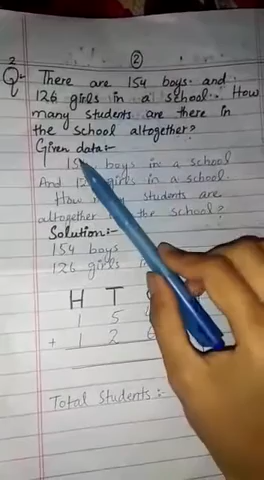 ②
2
Q- There are 154 boys and
126 girls in a school. How
many students are there in
the school altogether?
Given data:-
boys in a school
And girls in a school.
students are
altogether the school?
Solution:-
154 boys
126 girls
H T
1 5
+ 1 2
Total Students:-